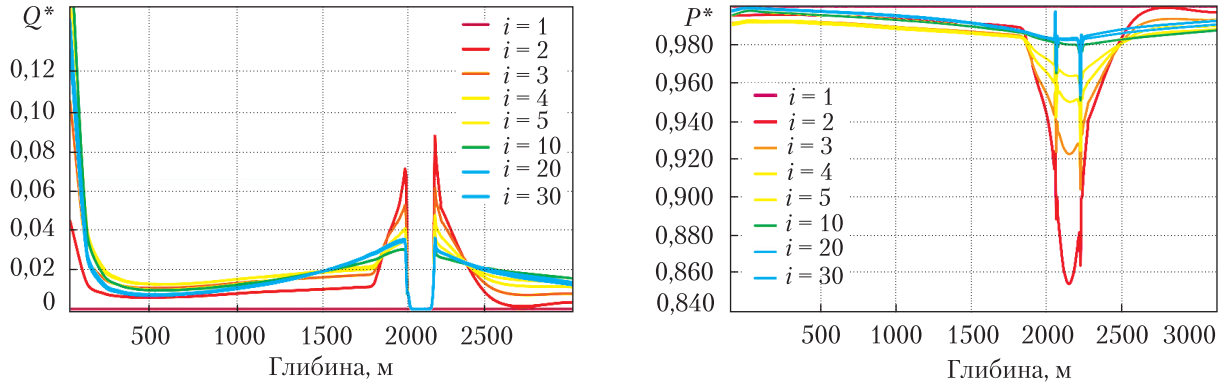 Q*
0,12
0,10
0,08
0,06
0,04
0,02
0
500
1000
1500
2000
2500
Глибина, м
i = 1
i = 2
i = 3
i = 4
i = 5
i = 10
i = 20
i = 30
P*
0,980
0,960
0,940
0,920
0,900
0,880
0,860
0,840
500
1000
1500
2000
2500
3000
Глибина, м
i = 1
i = 2
i = 3
i = 4
i = 5
i = 10
i = 20
i = 30